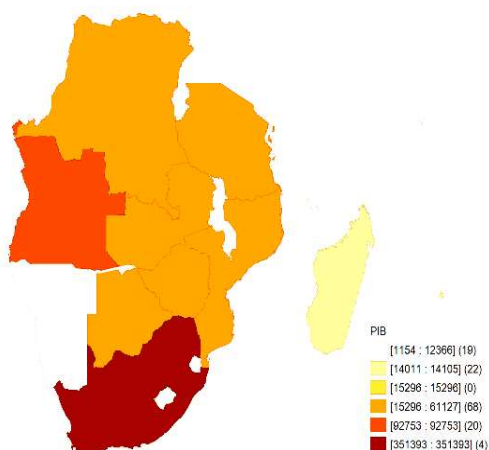 PIB
[1154 : 12366] (19)
[14011 : 14105] (22)
[15296 : 15296] (0)
[15296 : 61127] (68)
[92753 : 92753] (20)
[351393 : 351393] (4)